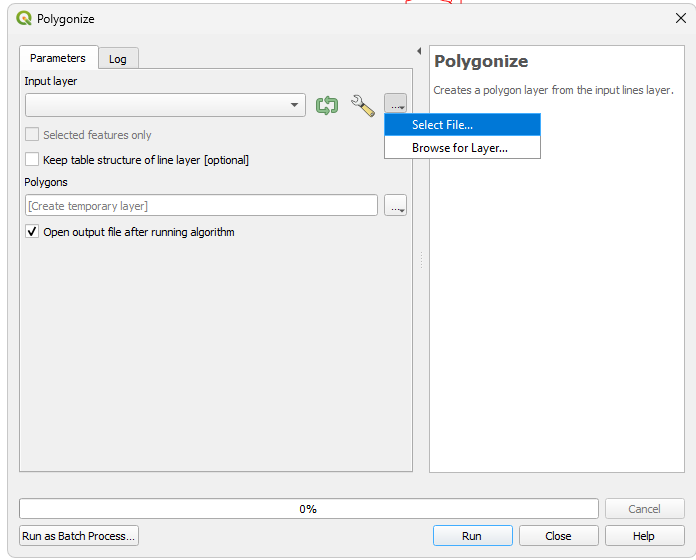 Polygonize
Parameters
Log
Input layer
...
Select File...
Browse for Layer...
Selected features only
Keep table structure of line layer [optional]
Polygons
[Create temporary layer]
...
Open output file after running algorithm
Polygonize
Creates a polygon layer from the input lines layer.
0%
Cancel
Run as Batch Process...
Run
Close
Help